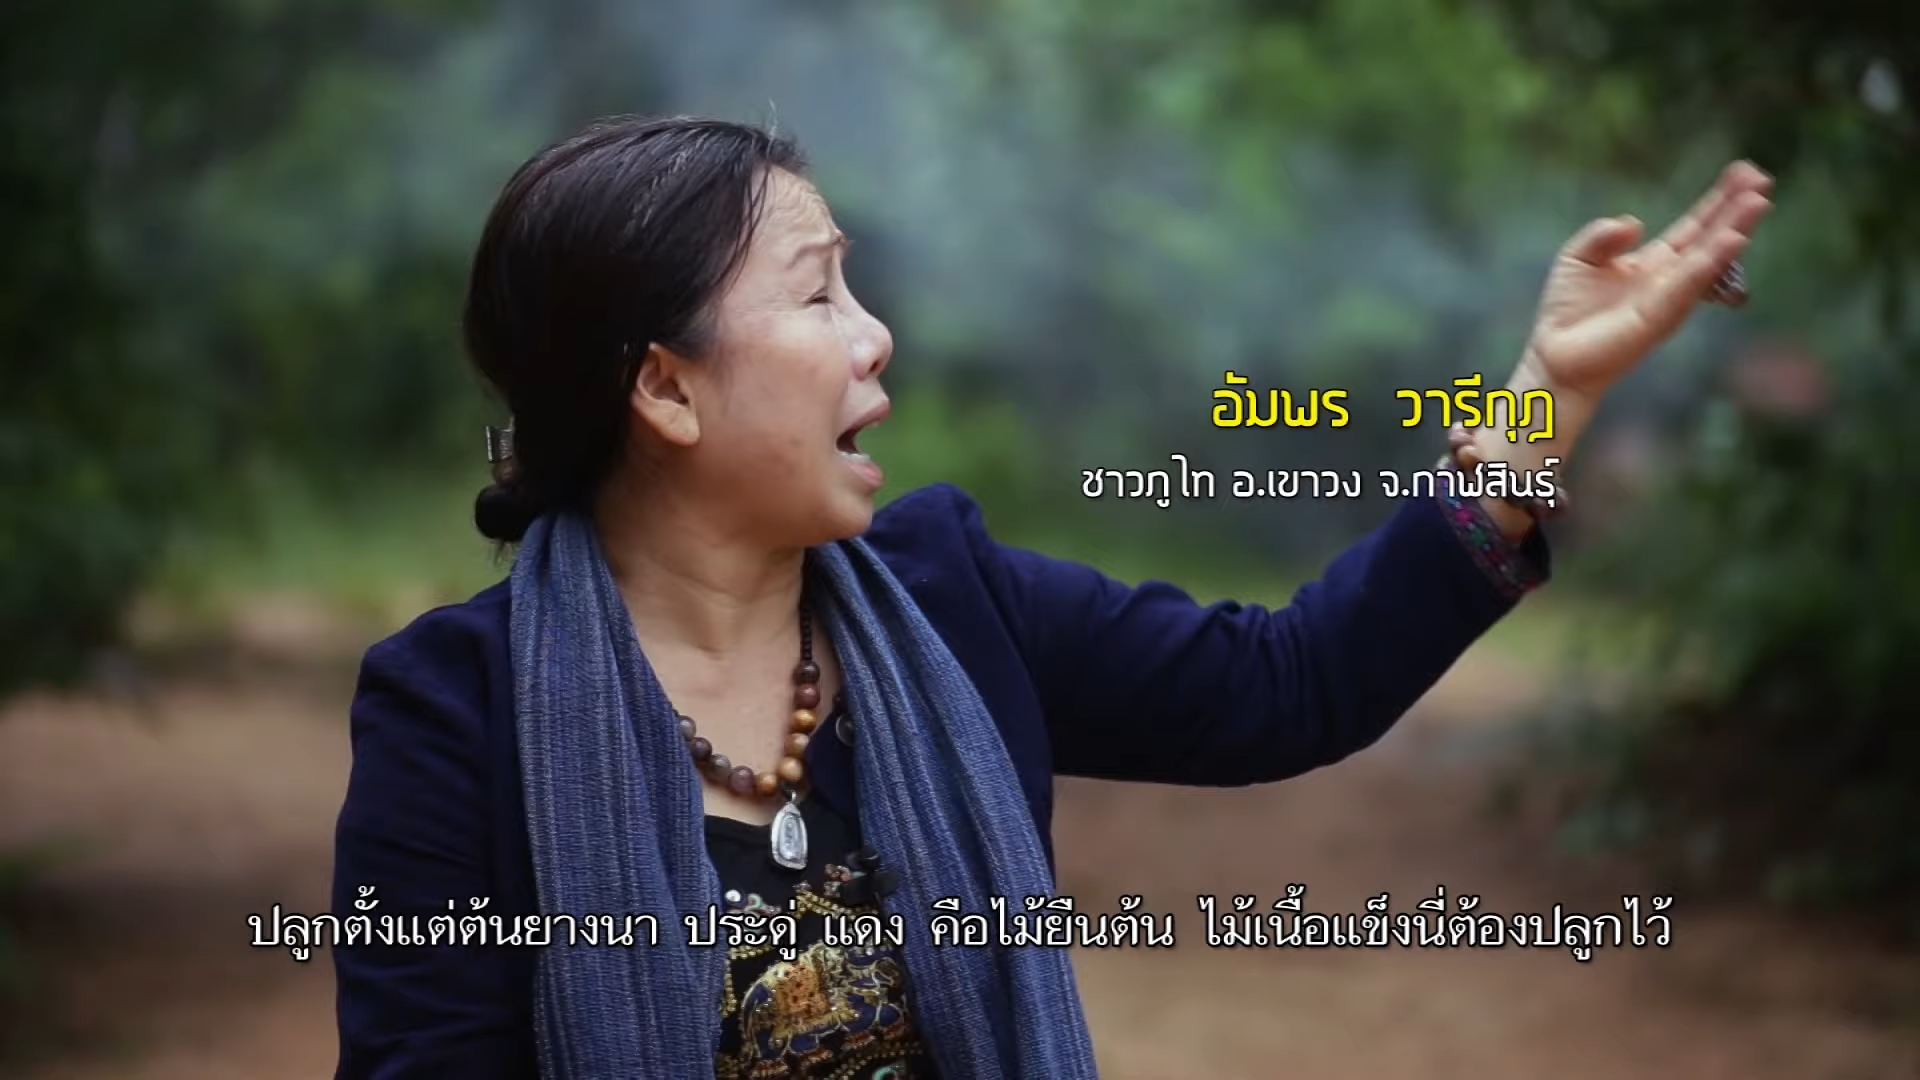 อัมพร วารีกุฎ
ชาวภูไท อ.เขาวง จ.กาฬสินธุ์
ปลูกตั้งแต่ต้นยางนา ประดู่ แดง คือไม้ยืนต้น ไม้เนื้อแข็งนี่ต้องปลูกไว้